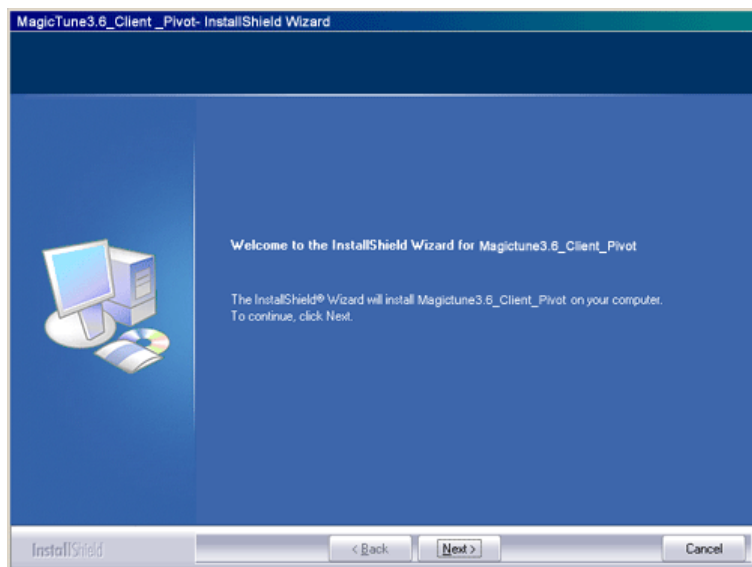 MagicTune3.6_Client _Pivot- InstallShield Wizard
Welcome to the InstallShield Wizard for Magictune3.6_Client_Pivot
The InstallShield® Wizard will install Magictune3.6_Client_Pivot on your computer.
To continue, click Next.
InstallShield
< Back
Next >
Cancel